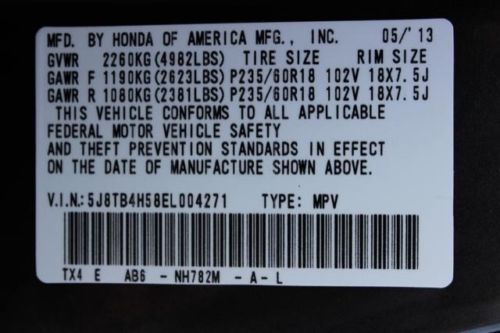 MFD. BY HONDA OF AMERICA MFG., INC. 05/'13
GVWR 2260KG(4982LBS) TIRE SIZE RIM SIZE
GAWR F 1190KG(2623LBS) P235/60R18 102V 18X7.5J
GAWR R 1080KG(2381LBS) P235/60R18 102V 18X7.5J
THIS VEHICLE CONFORMS TO ALL APPLICABLE
FEDERAL MOTOR VEHICLE SAFETY
AND THEFT PREVENTION STANDARDS IN EFFECT
ON THE DATE OF MANUFACTURE SHOWN ABOVE.
V.I.N.:5J8TB4H58EL004271 TYPE: MPV
TX4 E AB6 -NH782M -A-L